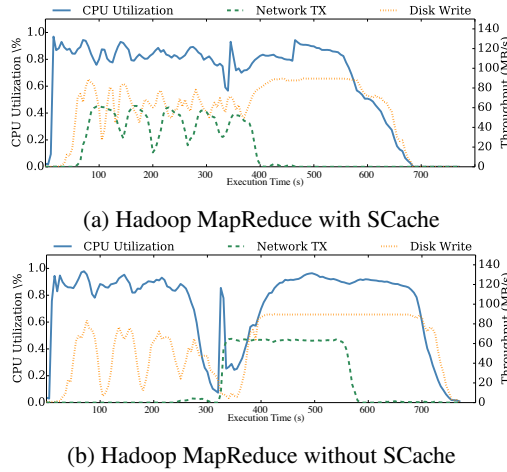 CPU Utilization Network TX Disk Write
1.0
0.8
0.6
0.4
0.2
0.0
CPU Utilization \%
100 200 300 400 500 600 700
Execution Time (s)
140
120
100
80
60
40
20
0
Throughout (MB/s)
(a) Hadoop MapReduce with SCache
CPU Utilization Network TX Disk Write
1.0
0.8
0.6
0.4
0.2
0.0
CPU Utilization \%
100 200 300 400 500 600 700
Execution Time (s)
140
120
100
80
60
40
20
0
Throughout (MB/s)
(b) Hadoop MapReduce without SCache